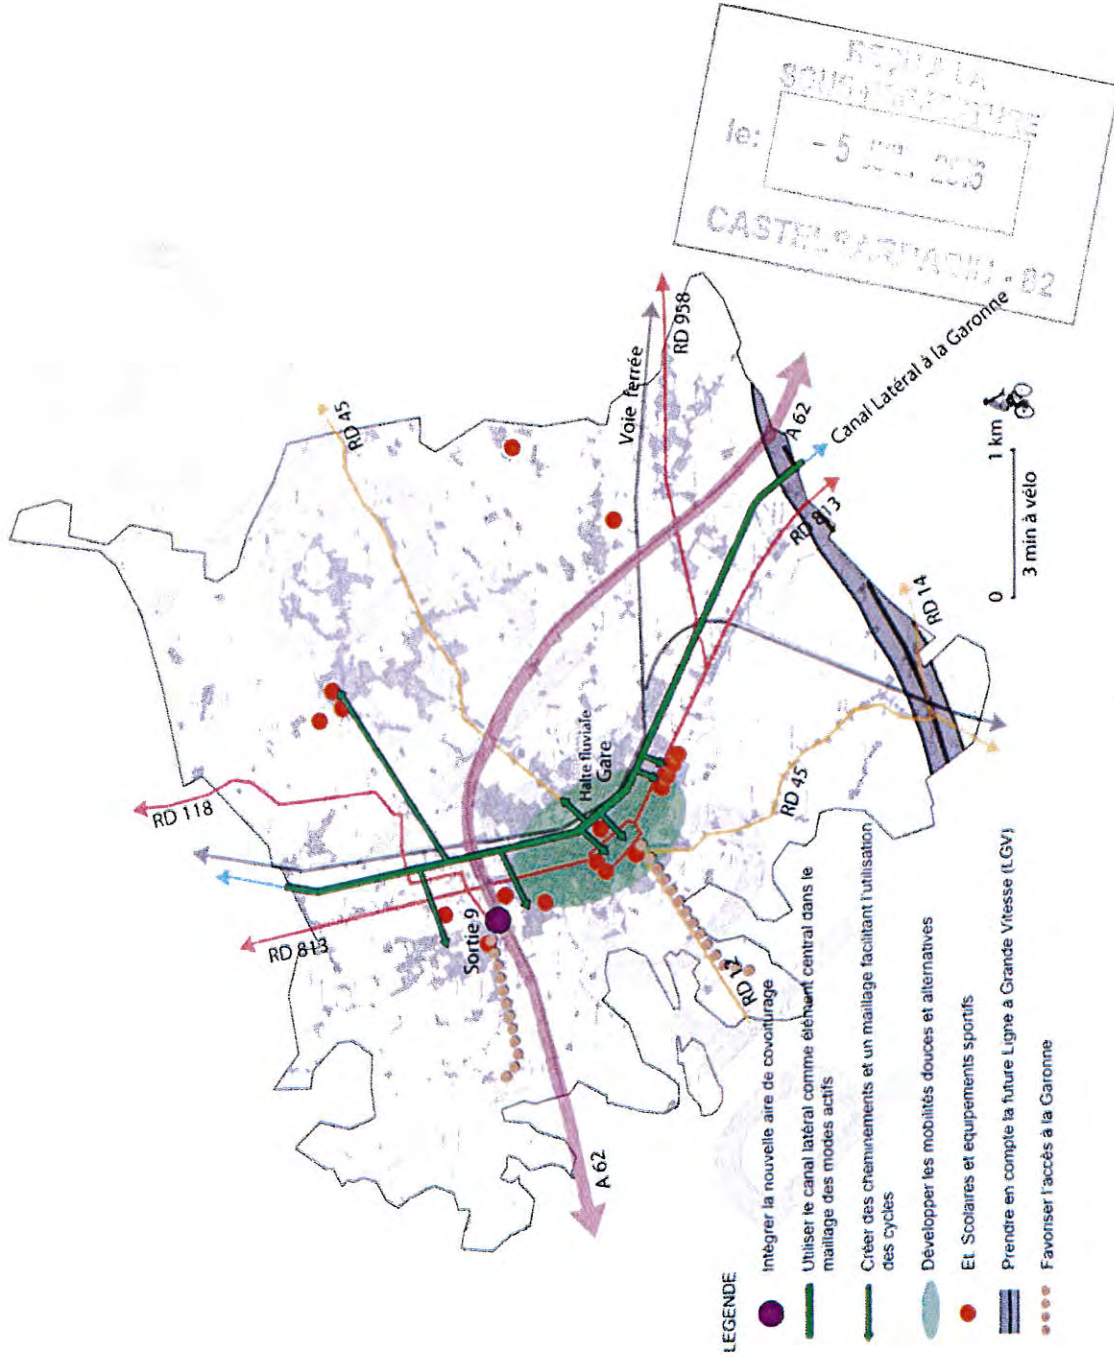 le:
RD 45
Voie ferrée
RD 958
A 62
Canal Latéral à la Garonne
RD 813
RD 14
RD 45
RD 12
Halte fluviale
Gare
RD 118
RD 813
Sortie 9
A 62
0
1 km
3 min à vélo
LEGENDE
Intégrer la nouvelle aire de covoiturage
Utiliser le canal latéral comme élément central dans le
maillage des modes actifs
Créer des cheminements et un maillage facilitant l'utilisation
des cycles
Développer les mobilités douces et alternatives
Et. Scolaires et equipements sportifs
Prendre en compte la future Ligne à Grande Vitesse (LGV)
Favoriser l'accès à la Garonne